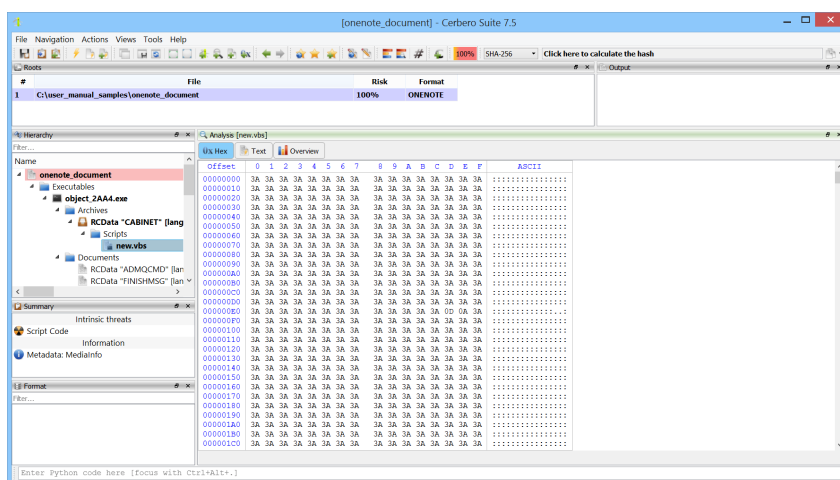 [onenote_document] - Cerbero Suite 7.5
File Navigation Actions Views Tools Help
100% SHA-256 Click here to calculate the hash
Roots
Output
# File Risk Format
1 C:\user_manual_samples\onenote_document 100% ONENOTE
Hierarchy
Analysis [new.vbs]
Filter...
Hex Text Overview
Name
onenote_document
Executables
object_2AA4.exe
Archives
RCData "CABINET" [lang
Scripts
new.vbs
Documents
RCData "ADMQCMD" [lan
RCData "FINISHMSG" [lan
Summary
Intrinsic threats
Script Code
Information
Metadata: MediaInfo
Format
Filter...
Offset 0 1 2 3 4 5 6 7 8 9 A B C D E F ASCII
00000000 3A 3A 3A 3A 3A 3A 3A 3A 3A 3A 3A 3A 3A 3A 3A 3A ::::::::::::::::
00000010 3A 3A 3A 3A 3A 3A 3A 3A 3A 3A 3A 3A 3A 3A 3A 3A ::::::::::::::::
00000020 3A 3A 3A 3A 3A 3A 3A 3A 3A 3A 3A 3A 3A 3A 3A 3A ::::::::::::::::
00000030 3A 3A 3A 3A 3A 3A 3A 3A 3A 3A 3A 3A 3A 3A 3A 3A ::::::::::::::::
00000040 3A 3A 3A 3A 3A 3A 3A 3A 3A 3A 3A 3A 3A 3A 3A 3A ::::::::::::::::
00000050 3A 3A 3A 3A 3A 3A 3A 3A 3A 3A 3A 3A 3A 3A 3A 3A ::::::::::::::::
00000060 3A 3A 3A 3A 3A 3A 3A 3A 3A 3A 3A 3A 3A 3A 3A 3A ::::::::::::::::
00000070 3A 3A 3A 3A 3A 3A 3A 3A 3A 3A 3A 3A 3A 3A 3A 3A ::::::::::::::::
00000080 3A 3A 3A 3A 3A 3A 3A 3A 3A 3A 3A 3A 3A 3A 3A 3A ::::::::::::::::
00000090 3A 3A 3A 3A 3A 3A 3A 3A 3A 3A 3A 3A 3A 3A 3A 3A ::::::::::::::::
000000A0 3A 3A 3A 3A 3A 3A 3A 3A 3A 3A 3A 3A 3A 3A 3A 3A ::::::::::::::::
000000B0 3A 3A 3A 3A 3A 3A 3A 3A 3A 3A 3A 3A 3A 3A 3A 3A ::::::::::::::::
000000C0 3A 3A 3A 3A 3A 3A 3A 3A 3A 3A 3A 3A 3A 3A 3A 3A ::::::::::::::::
000000D0 3A 3A 3A 3A 3A 3A 3A 3A 3A 3A 3A 3A 3A 3A 3A 3A ::::::::::::::::
000000E0 3A 3A 3A 3A 3A 3A 3A 3A 3A 3A 3A 3A 3A 0D 0A 3A :::::::::::::..:
000000F0 3A 3A 3A 3A 3A 3A 3A 3A 3A 3A 3A 3A 3A 3A 3A 3A ::::::::::::::::
00000100 3A 3A 3A 3A 3A 3A 3A 3A 3A 3A 3A 3A 3A 3A 3A 3A ::::::::::::::::
00000110 3A 3A 3A 3A 3A 3A 3A 3A 3A 3A 3A 3A 3A 3A 3A 3A ::::::::::::::::
00000120 3A 3A 3A 3A 3A 3A 3A 3A 3A 3A 3A 3A 3A 3A 3A 3A ::::::::::::::::
00000130 3A 3A 3A 3A 3A 3A 3A 3A 3A 3A 3A 3A 3A 3A 3A 3A ::::::::::::::::
00000140 3A 3A 3A 3A 3A 3A 3A 3A 3A 3A 3A 3A 3A 3A 3A 3A ::::::::::::::::
00000150 3A 3A 3A 3A 3A 3A 3A 3A 3A 3A 3A 3A 3A 3A 3A 3A ::::::::::::::::
00000160 3A 3A 3A 3A 3A 3A 3A 3A 3A 3A 3A 3A 3A 3A 3A 3A ::::::::::::::::
00000170 3A 3A 3A 3A 3A 3A 3A 3A 3A 3A 3A 3A 3A 3A 3A 3A ::::::::::::::::
00000180 3A 3A 3A 3A 3A 3A 3A 3A 3A 3A 3A 3A 3A 3A 3A 3A ::::::::::::::::
00000190 3A 3A 3A 3A 3A 3A 3A 3A 3A 3A 3A 3A 3A 3A 3A 3A ::::::::::::::::
000001A0 3A 3A 3A 3A 3A 3A 3A 3A 3A 3A 3A 3A 3A 3A 3A 3A ::::::::::::::::
000001B0 3A 3A 3A 3A 3A 3A 3A 3A 3A 3A 3A 3A 3A 3A 3A 3A ::::::::::::::::
000001C0 3A 3A 3A 3A 3A 3A 3A 3A 3A 3A 3A 3A 3A 3A 3A 3A ::::::::::::::::
Enter Python code here [focus with Ctrl+Alt+.]